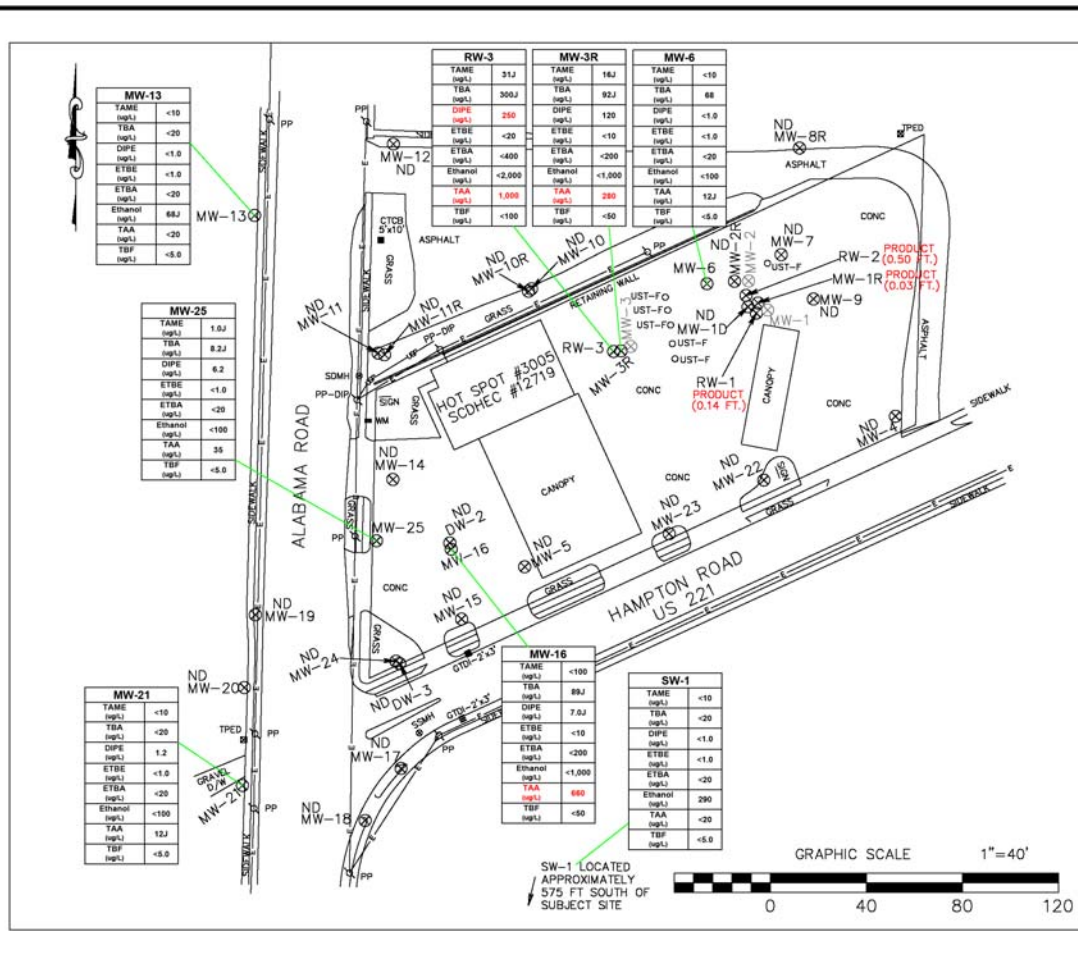 RW-3
TAME (ug/L) 31J
TBA (ug/L) 300J
DIPE (ug/L) 250
ETBE (ug/L) <20
ETBA (ug/L) <400
Ethanol (ug/L) <2,000
TAA (ug/L) 1,000
TBF (ug/L) <100
MW-3R
TAME (ug/L) 16J
TBA (ug/L) 92J
DIPE (ug/L) 120
ETBE (ug/L) <10
ETBA (ug/L) <200
Ethanol (ug/L) <1,000
TAA (ug/L) 280
TBF (ug/L) <50
MW-6
TAME (ug/L) <10
TBA (ug/L) 68
DIPE (ug/L) <1.0
ETBE (ug/L) <1.0
ETBA (ug/L) <20
Ethanol (ug/L) <100
TAA (ug/L) 12J
TBF (ug/L) <5.0
MW-13
TAME (ug/L) <10
TBA (ug/L) <20
DIPE (ug/L) <1.0
ETBE (ug/L) <1.0
ETBA (ug/L) <20
Ethanol (ug/L) 68J
TAA (ug/L) <20
TBF (ug/L) <5.0
MW-25
TAME (ug/L) 1.0J
TBA (ug/L) 8.2J
DIPE (ug/L) 6.2
ETBE (ug/L) <1.0
ETBA (ug/L) <20
Ethanol (ug/L) <100
TAA (ug/L) 35
TBF (ug/L) <5.0
MW-21
TAME (ug/L) <10
TBA (ug/L) <20
DIPE (ug/L) 1.2
ETBE (ug/L) <1.0
ETBA (ug/L) <20
Ethanol (ug/L) <100
TAA (ug/L) 12J
TBF (ug/L) <5.0
MW-16
TAME (ug/L) <100
TBA (ug/L) 89J
DIPE (ug/L) 7.0J
ETBE (ug/L) <10
ETBA (ug/L) <200
Ethanol (ug/L) <1,000
TAA (ug/L) 660
TBF (ug/L) <50
SW-1
TAME (ug/L) <10
TBA (ug/L) <20
DIPE (ug/L) <1.0
ETBE (ug/L) <1.0
ETBA (ug/L) <20
Ethanol (ug/L) 290
TAA (ug/L) <20
TBF (ug/L) <5.0
PP
SIDEWALK
PP
MW-12
ND
ND
MW-8R
TPED
ASPHALT
MW-13
CTCB
5'x10'
GRASS
SIDEWALK
ASPHALT
ND
MW-10R
ND
MW-10
PP
CONC
ND
MW-2R
MW-2
ND
MW-7
UST-F
RW-2
PRODUCT
(0.50 FT.)
MW-1R
PRODUCT
(0.03 FT.)
MW-6
MW-9
ND
ND
MW-1D
MW-1
RW-1
PRODUCT
(0.14 FT.)
UST-F
UST-F
UST-F
UST-F
UST-F
MW-3
RW-3
MW-3R
RETAINING WALL
GRASS
ND
MW-11
ND
MW-11R
PP-DIP
SDMH
PP-DIP
HOT SPOT #3005
SCDHEC #12719
CONC
CANOPY
CONC
ASPHALT
ND
MW-4
SIDEWALK
SIGN
WM
GRASS
ALABAMA ROAD
ND
MW-14
CANOPY
CONC
ND
MW-22
SIGN
GRASS
SIDEWALK
GRASS
PP
MW-25
ND
DW-2
MW-16
ND
MW-5
ND
MW-23
SIDEWALK
HAMPTON ROAD
US 221
CONC
GRASS
ND
MW-15
ND
MW-19
GRASS
ND
MW-24
ND DW-3
GTDI-2'x3'
GTDI-2'x3'
SSMH
PP
ND
MW-20
TPED
PP
GRAVEL
D/W
MW-21
PP
SIDEWALK
ND
MW-17
ND
MW-18
PP
SW-1 LOCATED
APPROXIMATELY
575 FT SOUTH OF
SUBJECT SITE
GRAPHIC SCALE 1"=40'
0 40 80 120